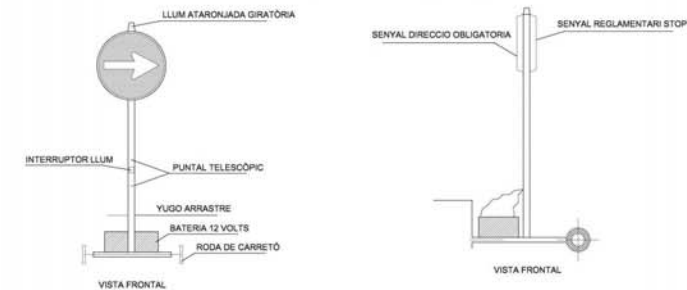 LLUM ATARONJADA GIRATÒRIA
INTERRUPTOR LLUM
PUNTAL TELESCÒPIC
YUGO ARRASTRE
BATERIA 12 VOLTS
RODA DE CARRETÓ
VISTA FRONTAL
SENYAL DIRECCIO OBLIGATORIA
SENYAL REGLAMENTARI STOP
VISTA FRONTAL